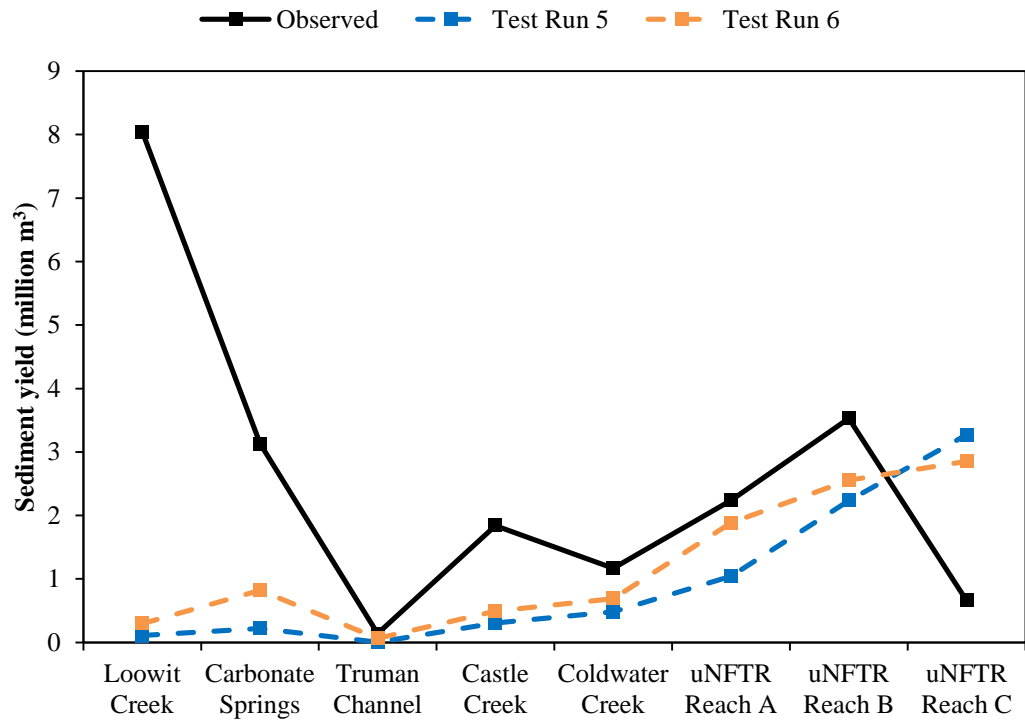 Observed Test Run 5 Test Run 6
9
8
7
6
5
4
3
2
1
0
Sediment yield (million m³)
Loowit Carbonate Truman Castle Coldwater uNFTR uNFTR uNFTR
Creek Springs Channel Creek Creek Reach A Reach B Reach C